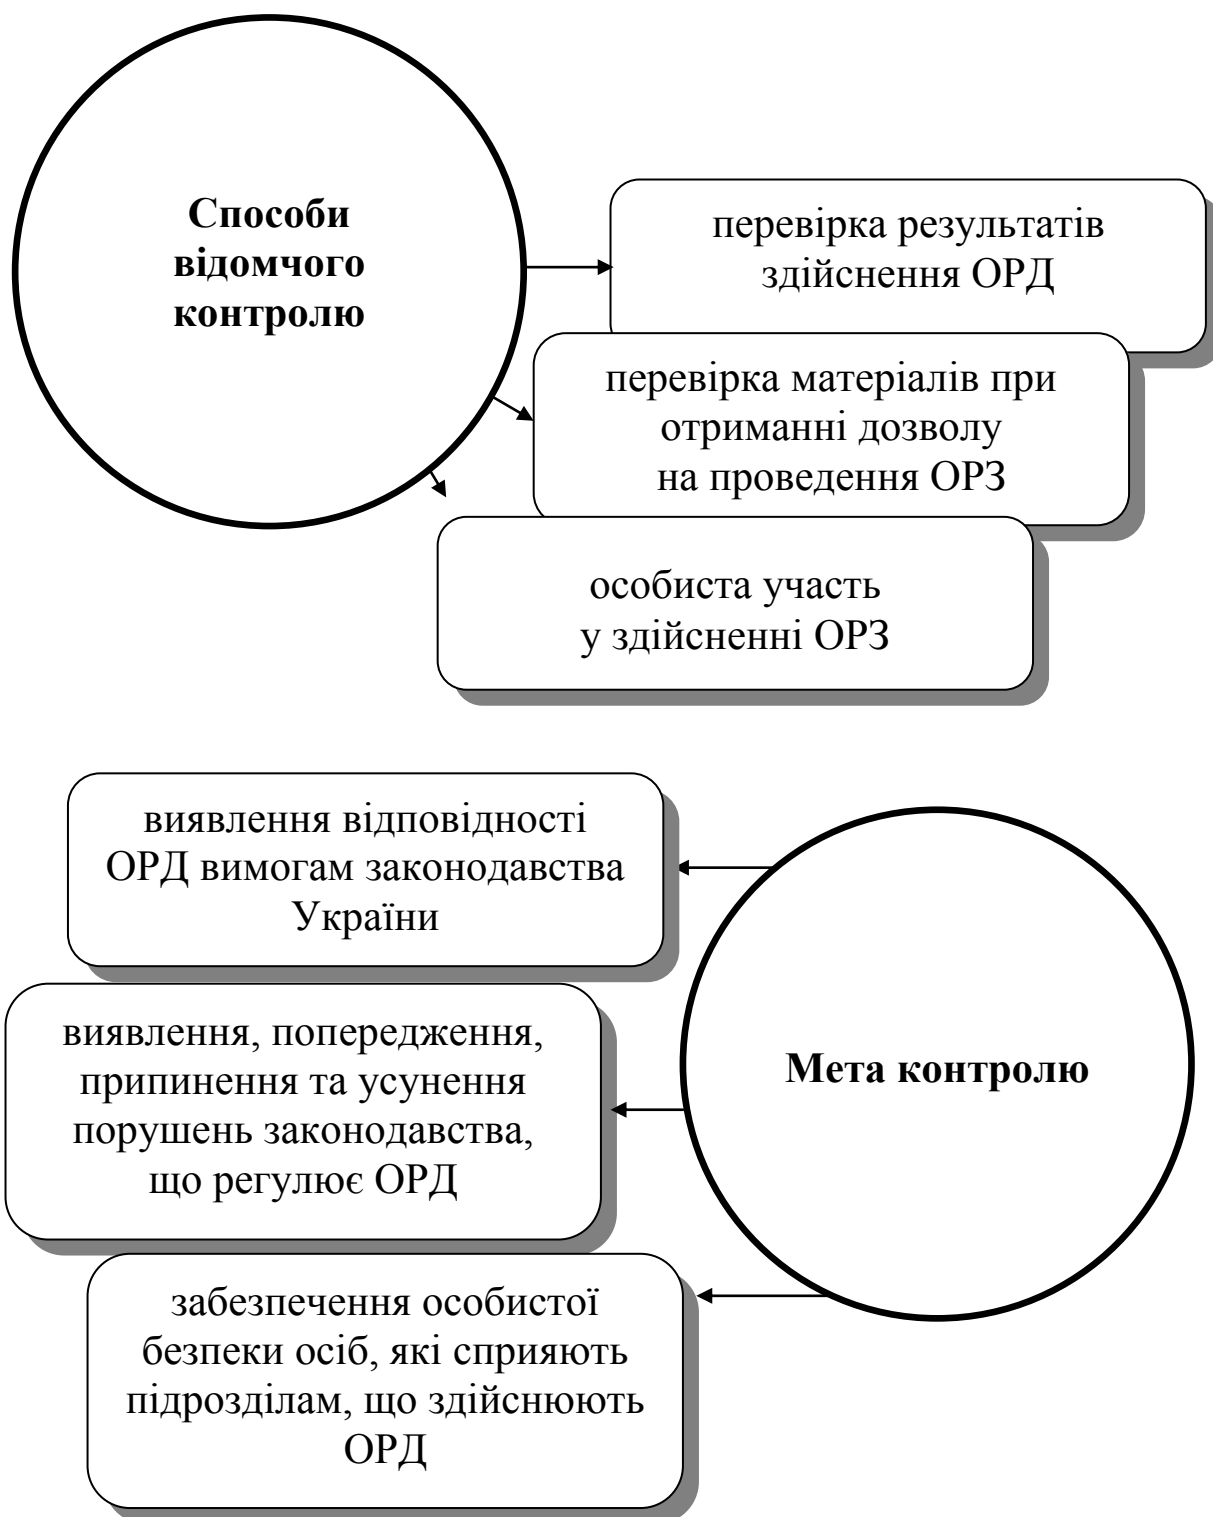 Способи
відомчого
контролю
перевірка результатів
здійснення ОРД
перевірка матеріалів при
отриманні дозволу
на проведення ОРЗ
особиста участь
у здійсненні ОРЗ
виявлення відповідності
ОРД вимогам законодавства
України
виявлення, попередження,
припинення та усунення
порушень законодавства,
що регулює ОРД
Мета контролю
забезпечення особистої
безпеки осіб, які сприяють
підрозділам, що здійснюють
ОРД